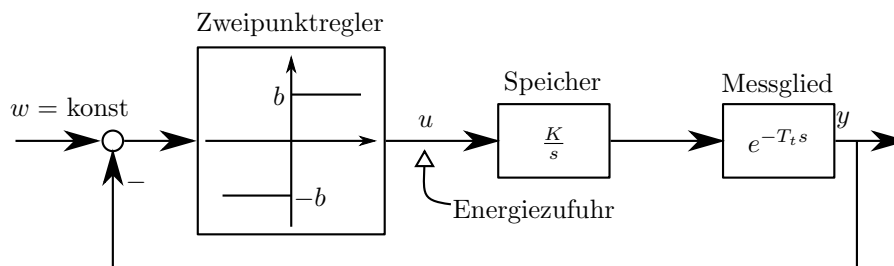 Zweipunktregler
Speicher
Messglied
w = konst
b
−b
u
K/s
e^{-T_t s}
y
−
Energiezufuhr